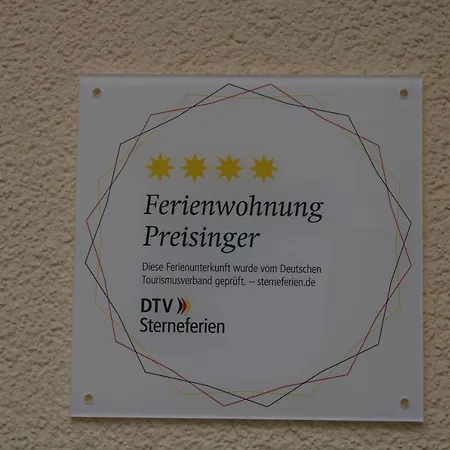 Ferienwohnung
Preisinger
Diese Ferienunterkunft wurde vom Deutschen
Tourismusverband geprüft. – sterneferien.de
DTV
Sterneferien